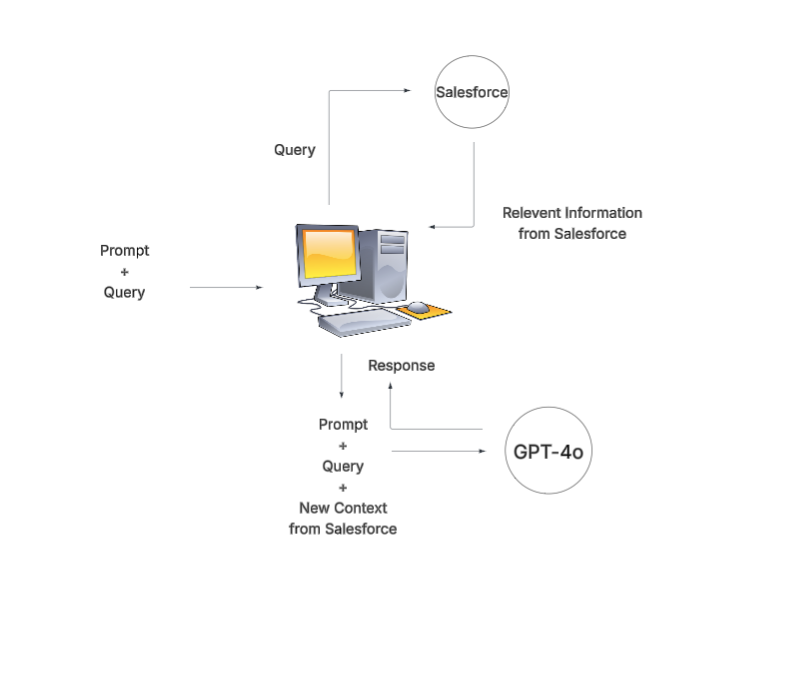 Salesforce
Query
Relevent Information
from Salesforce
Prompt
+
Query
Response
Prompt
+
Query
+
New Context
from Salesforce
GPT-4o